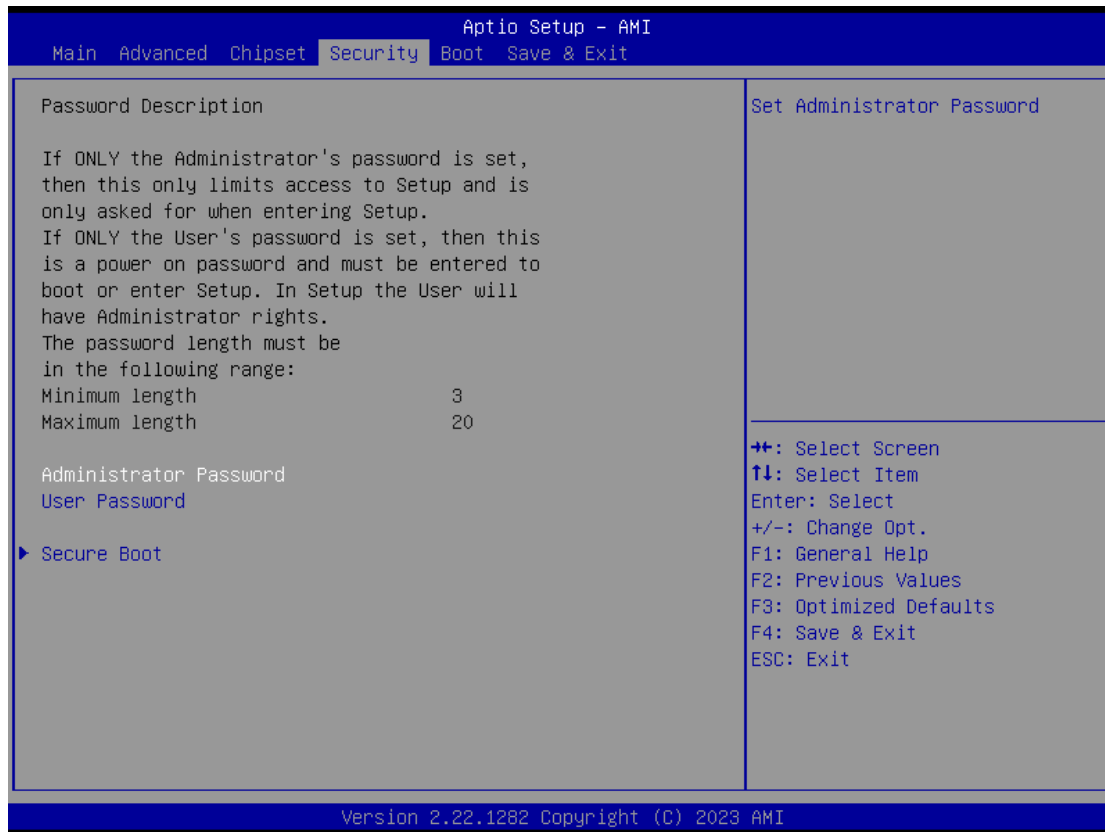 Aptio Setup – AMI
Main Advanced Chipset Security Boot Save & Exit
Password Description
If ONLY the Administrator's password is set,
then this only limits access to Setup and is
only asked for when entering Setup.
If ONLY the User's password is set, then this
is a power on password and must be entered to
boot or enter Setup. In Setup the User will
have Administrator rights.
The password length must be
in the following range:
Minimum length 3
Maximum length 20
Administrator Password
User Password
Secure Boot
Set Administrator Password
→←: Select Screen
↑↓: Select Item
Enter: Select
+/-: Change Opt.
F1: General Help
F2: Previous Values
F3: Optimized Defaults
F4: Save & Exit
ESC: Exit
Version 2.22.1282 Copyright (C) 2023 AMI